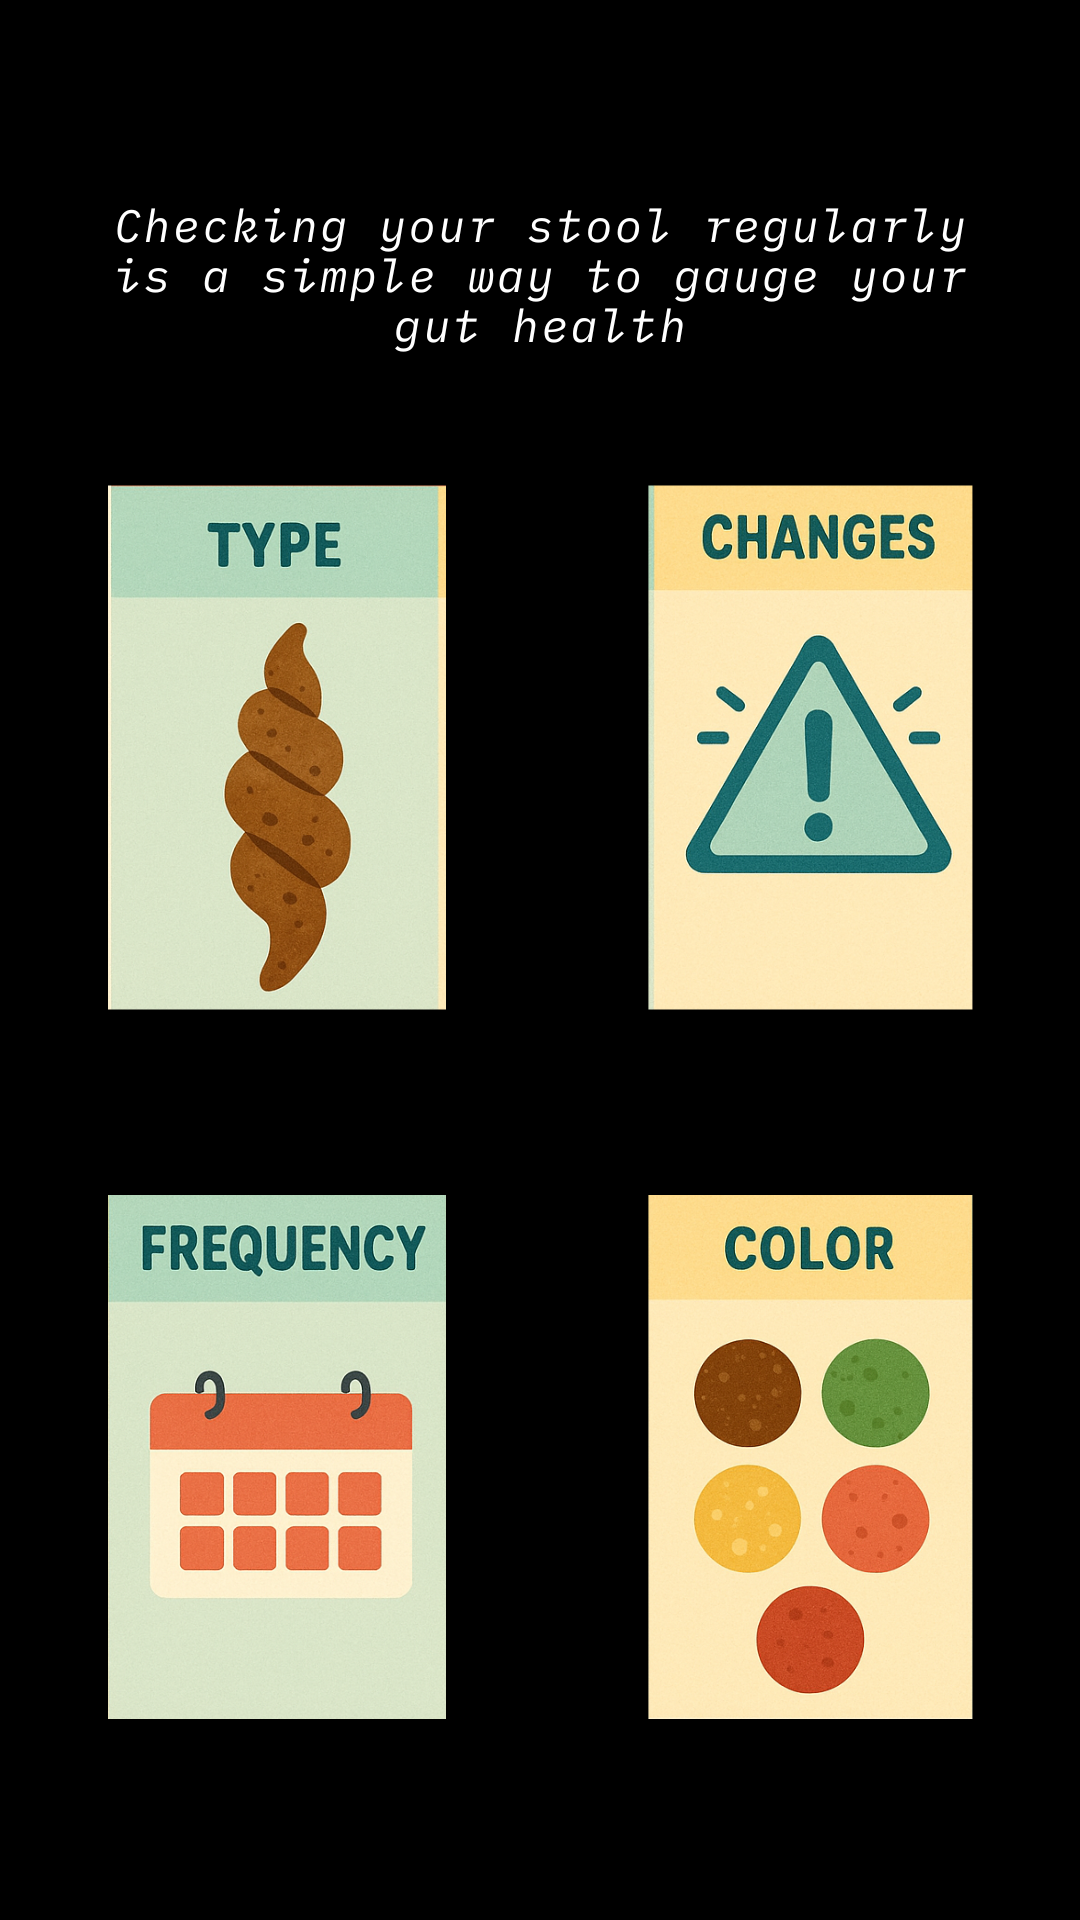 Checking your stool regularly
is a simple way to gauge your
gut health
TYPE
CHANGES
FREQUENCY
COLOR